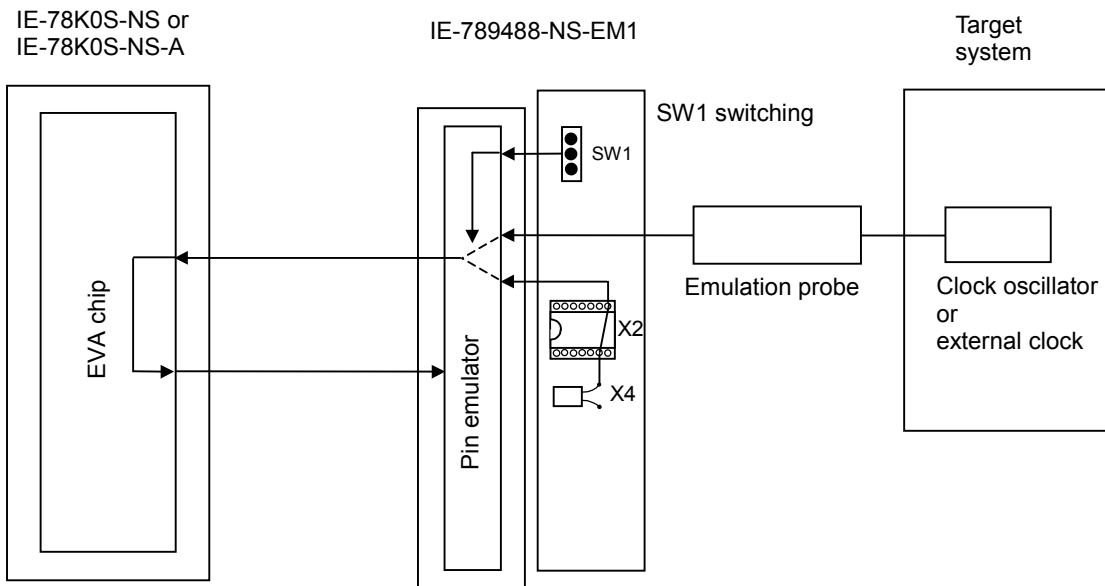 IE-78K0S-NS or
IE-78K0S-NS-A
IE-789488-NS-EM1
Target
system
SW1 switching
SW1
EVA chip
Pin emulator
Emulation probe
Clock oscillator
or
external clock
X2
X4